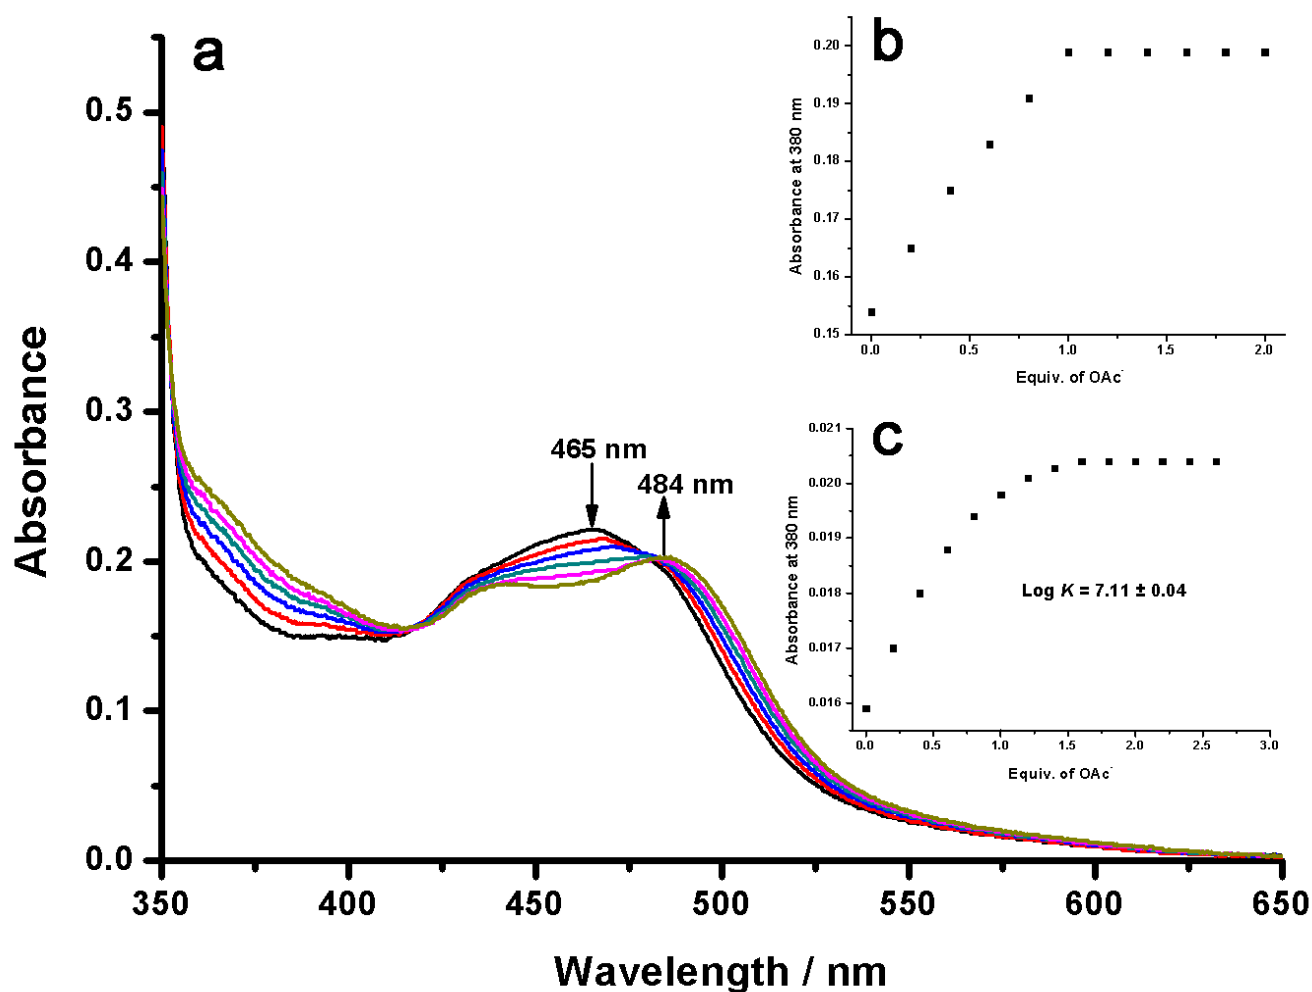 a
0.5
0.4
0.3
0.2
0.1
0.0
Absorbance
350 400 450 500 550 600 650
Wavelength / nm
465 nm
484 nm
b
0.20
0.19
0.18
0.17
0.16
0.15
Absorbance at 380 nm
0.0 0.5 1.0 1.5 2.0
Equiv. of OAc-
c
0.021
0.020
0.019
0.018
0.017
0.016
Absorbance at 380 nm
Log K = 7.11 ± 0.04
0.0 0.5 1.0 1.5 2.0 2.5 3.0
Equiv. of OAc-